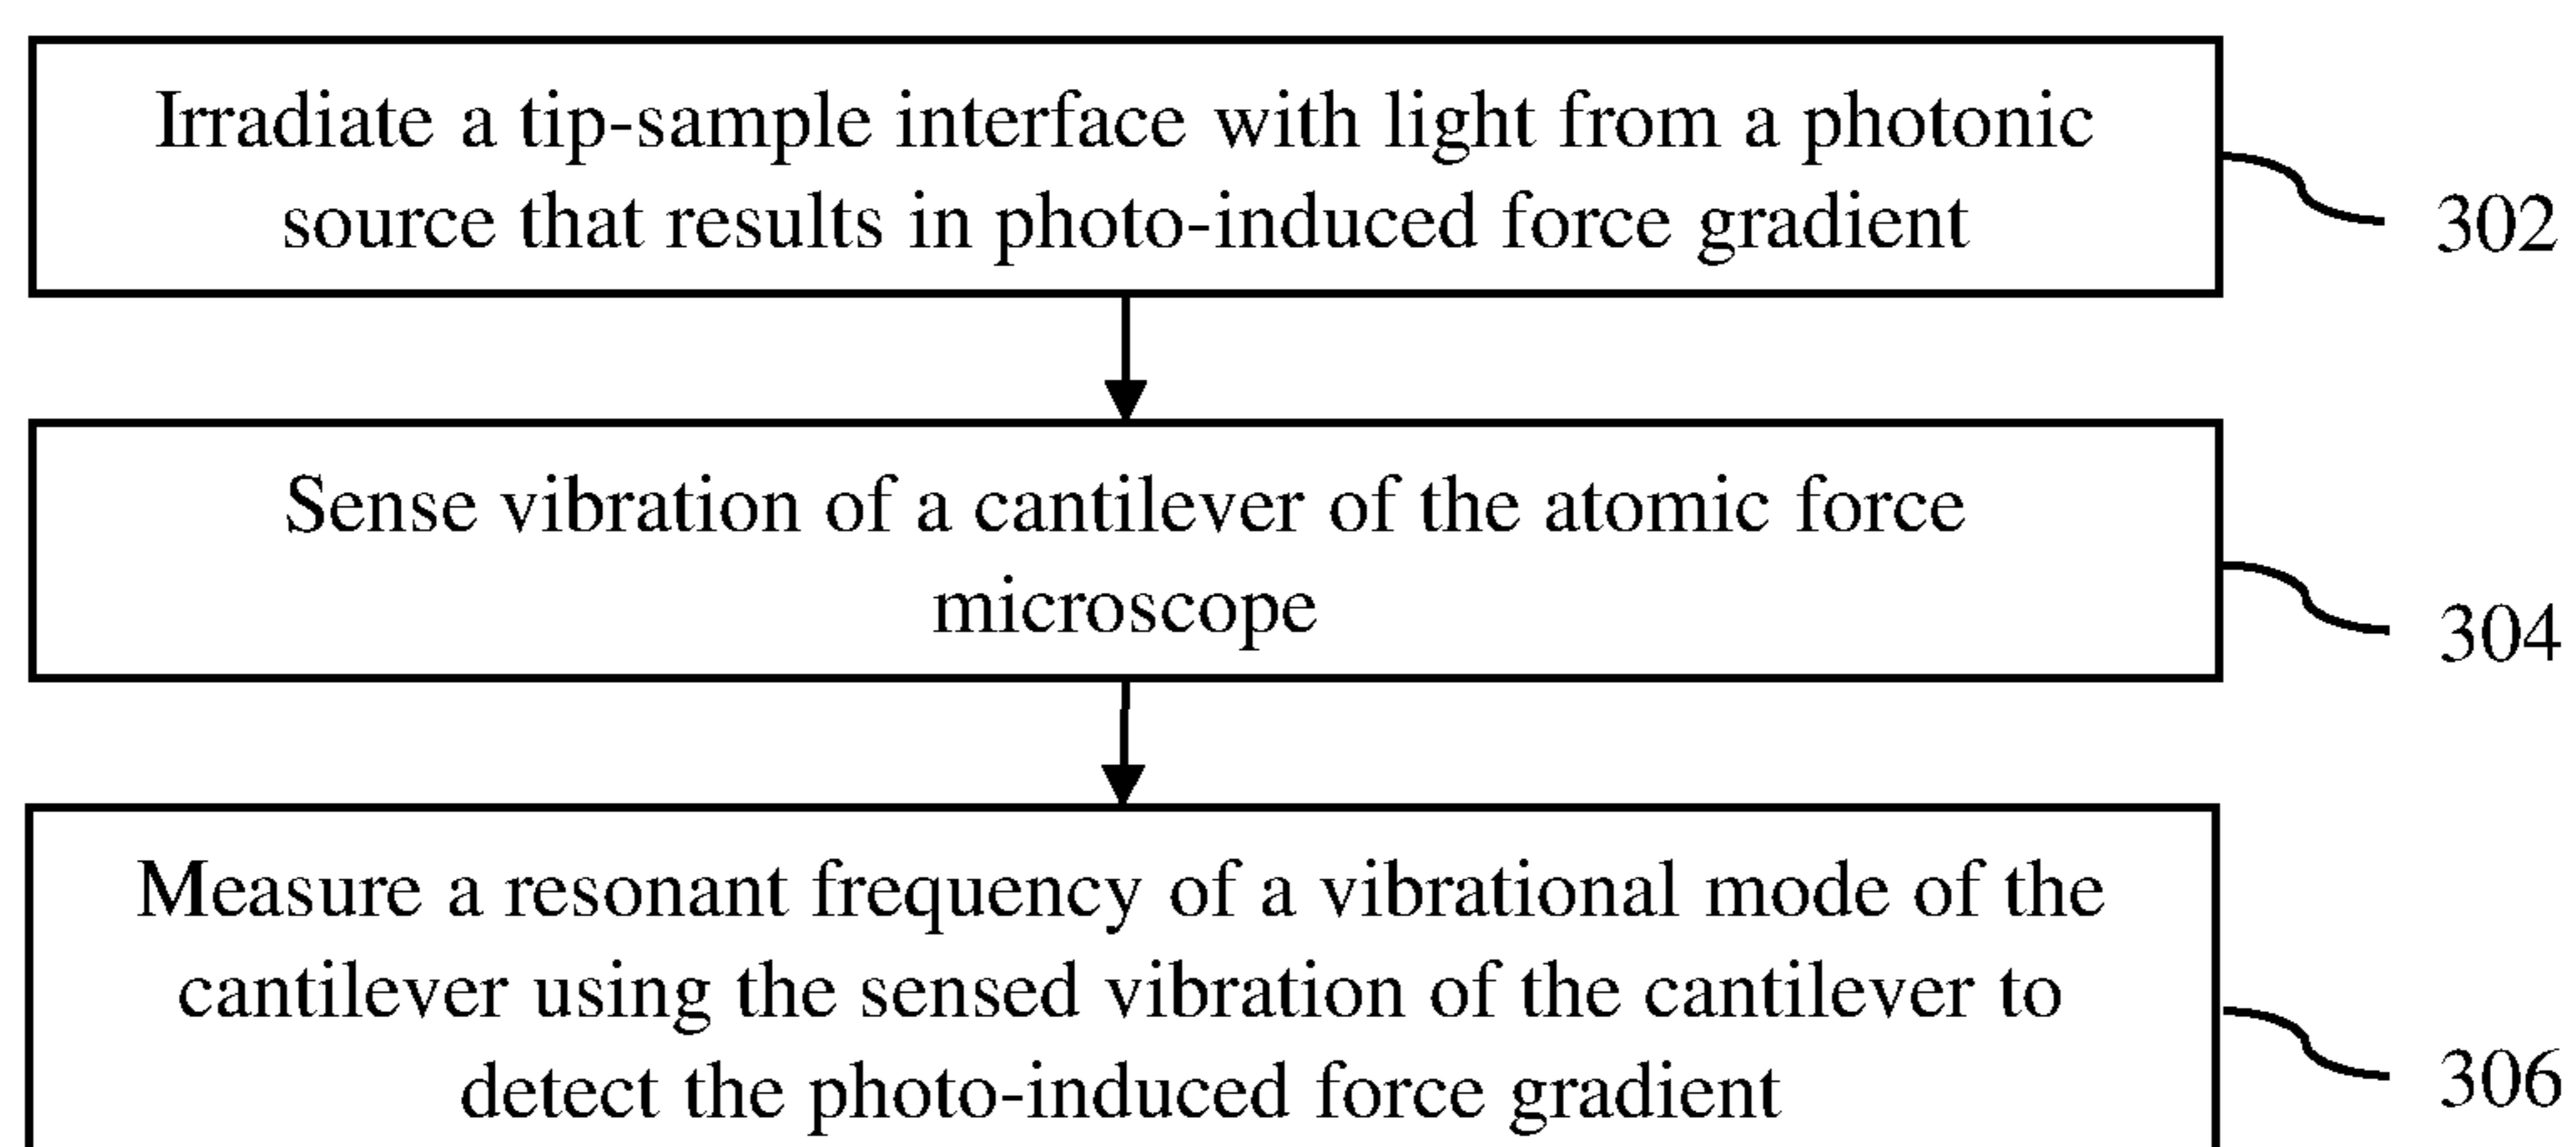 Irradiate a tip-sample interface with light from a photonic
source that results in photo-induced force gradient
302
Sense vibration of a cantilever of the atomic force
microscope
304
Measure a resonant frequency of a vibrational mode of the
cantilever using the sensed vibration of the cantilever to
detect the photo-induced force gradient
306